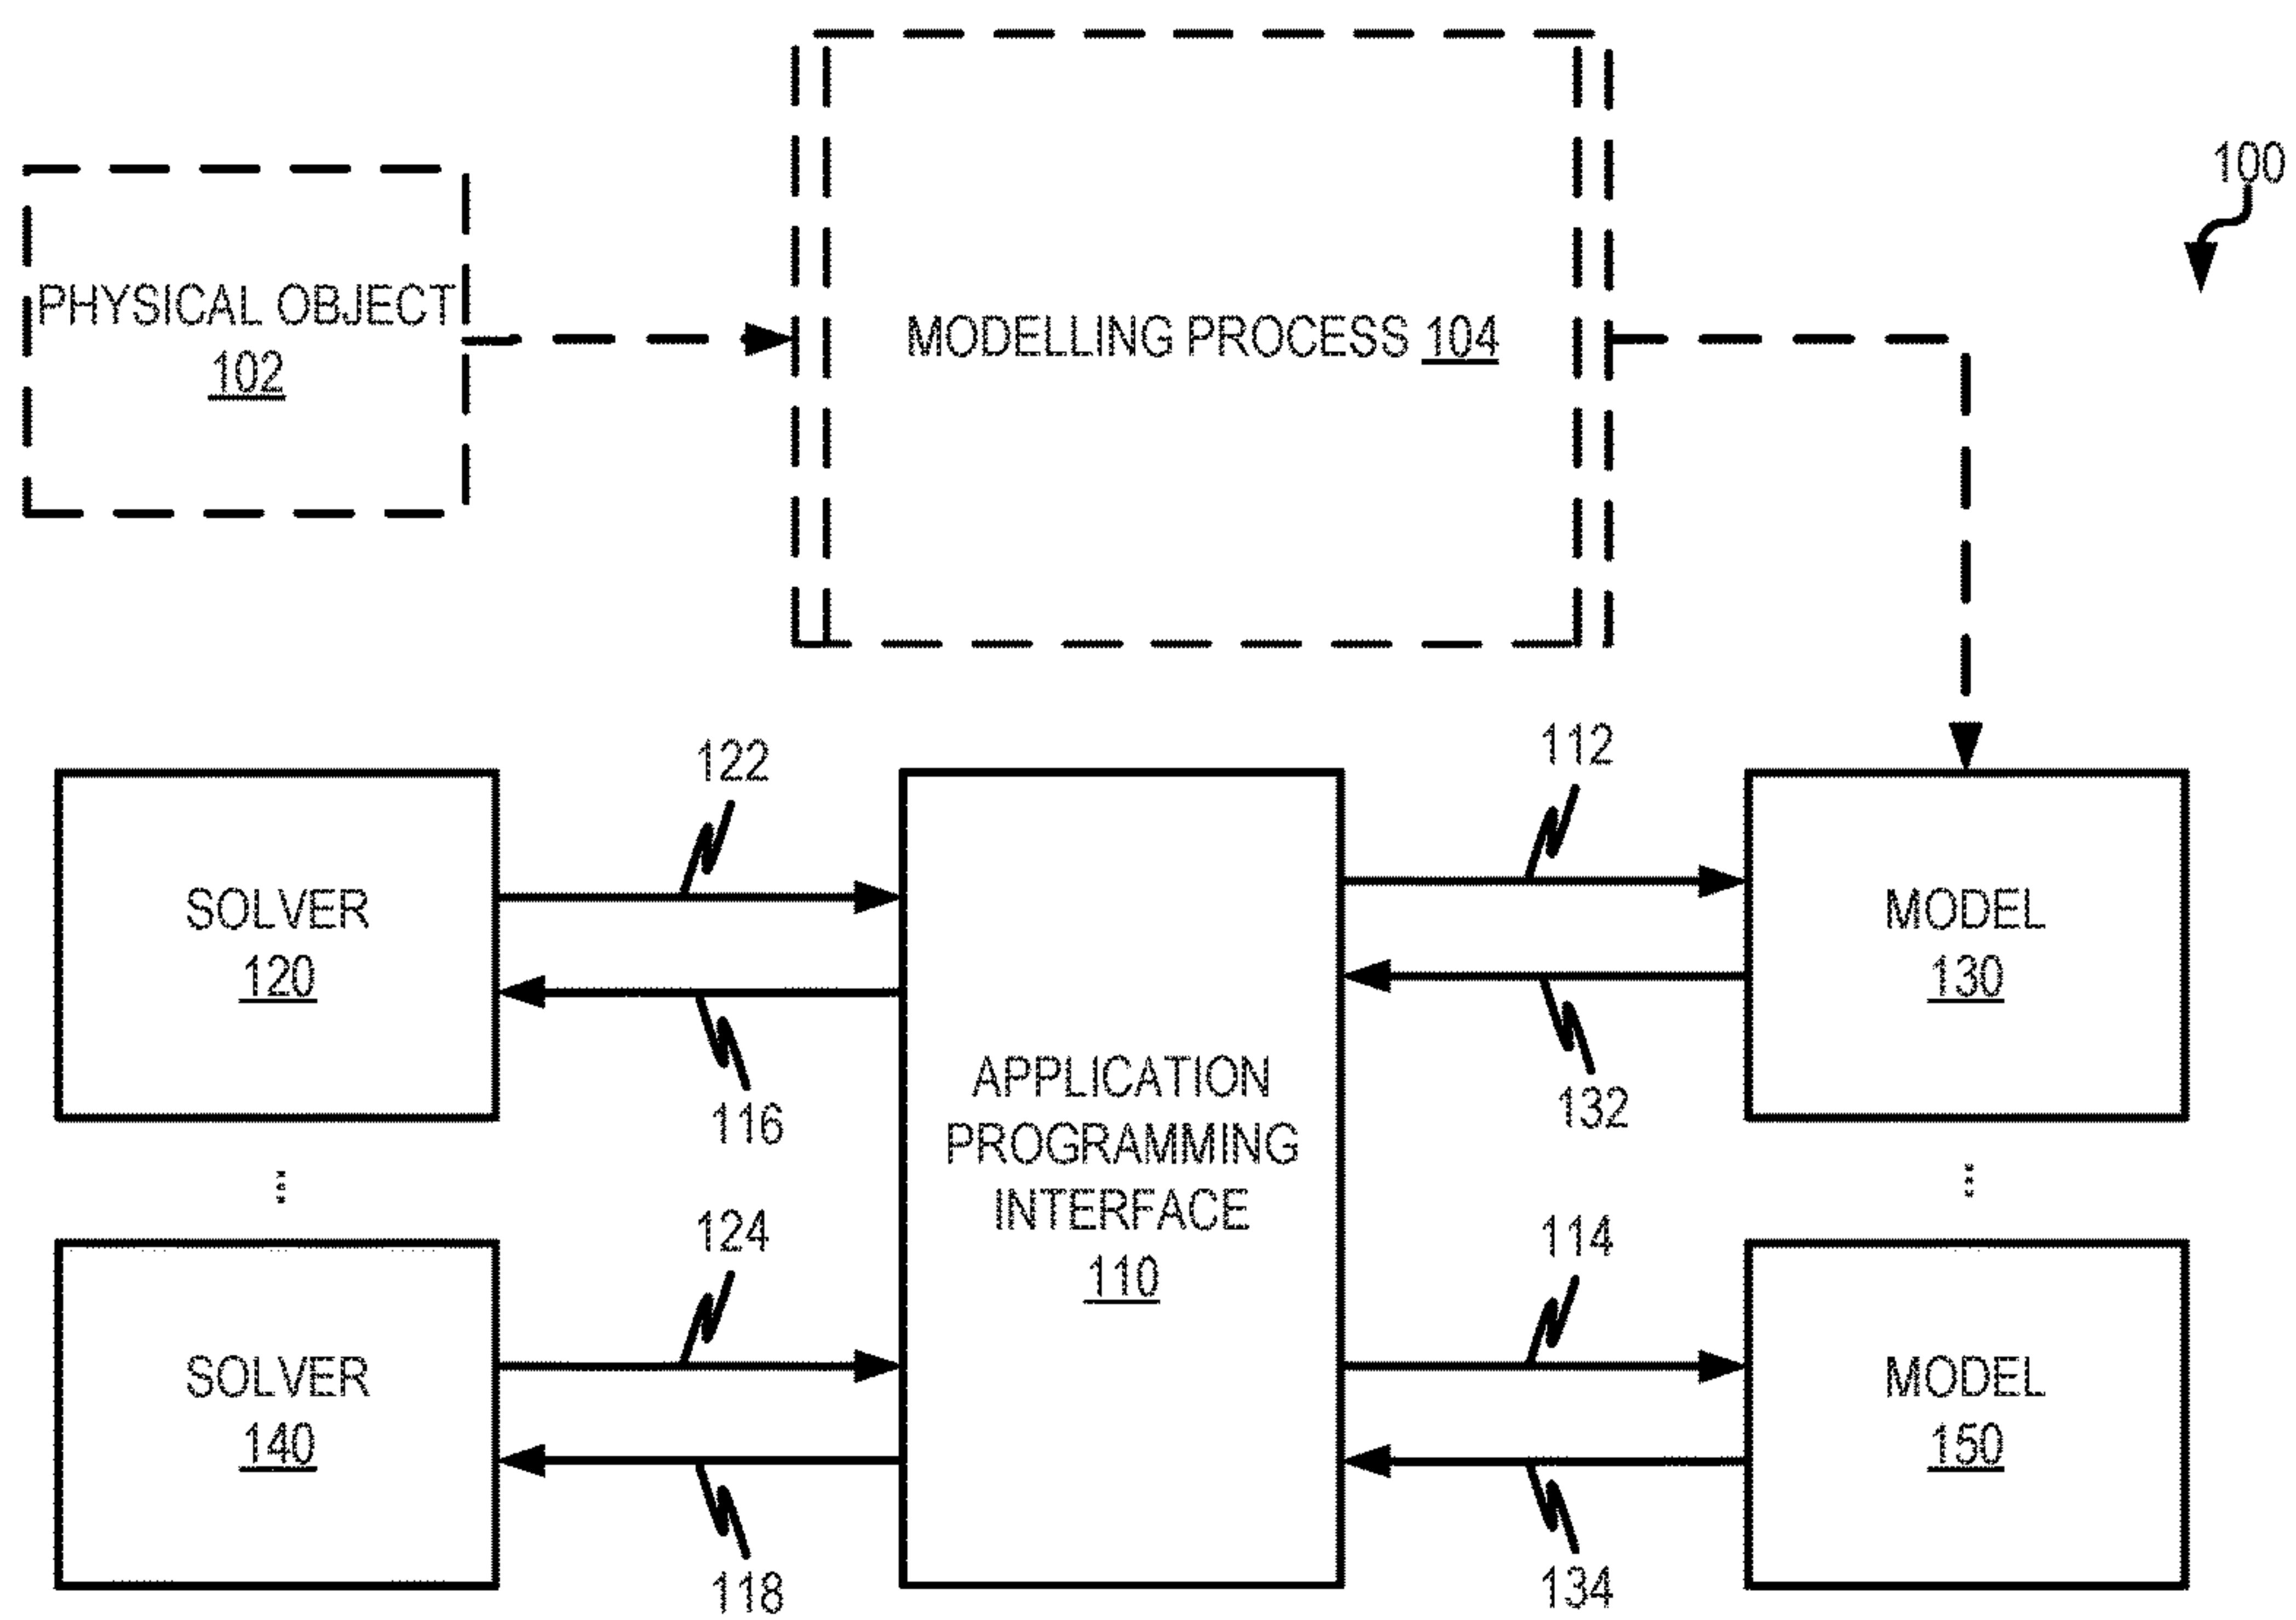 100
PHYSICAL OBJECT
102
MODELLING PROCESS 104
122
112
SOLVER
120
MODEL
130
116
132
APPLICATION
PROGRAMMING
INTERFACE
110
⋮
⋮
124
114
SOLVER
140
MODEL
150
118
134